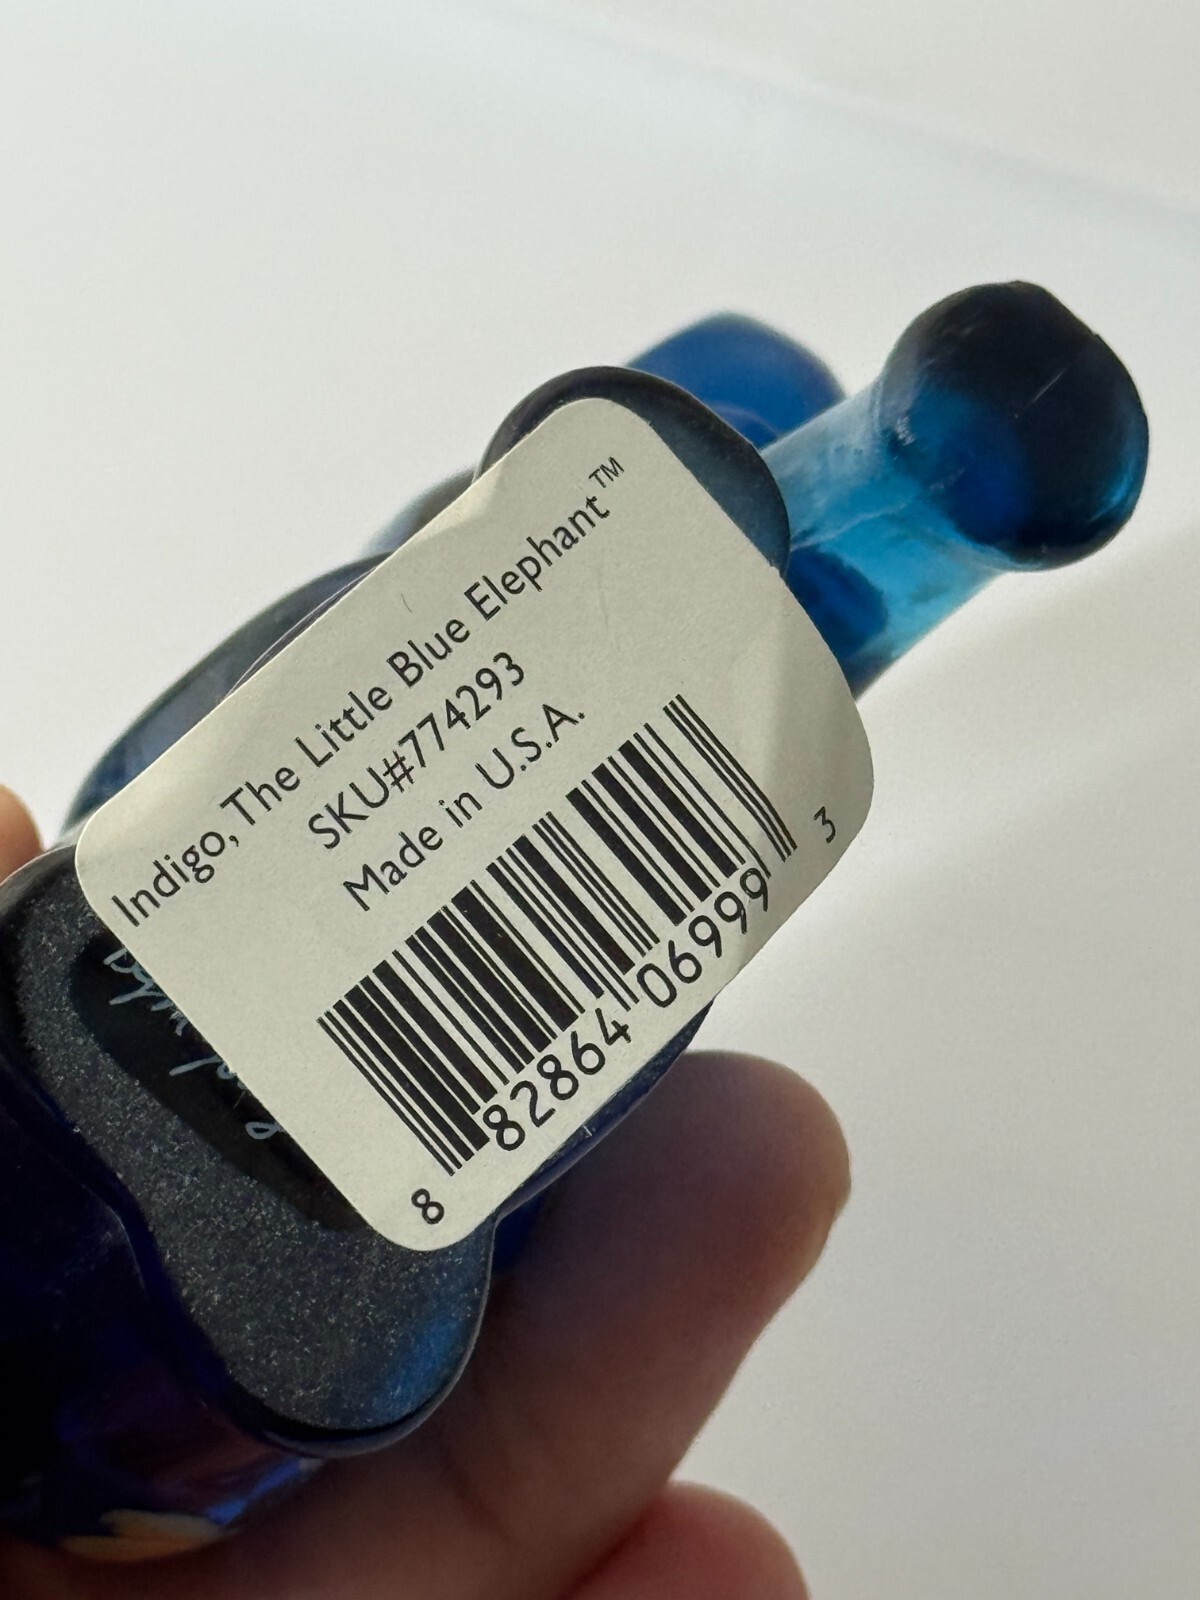 Indigo, The Little Blue Elephant™
SKU#774293
Made in U.S.A.
8 82864 06999 3